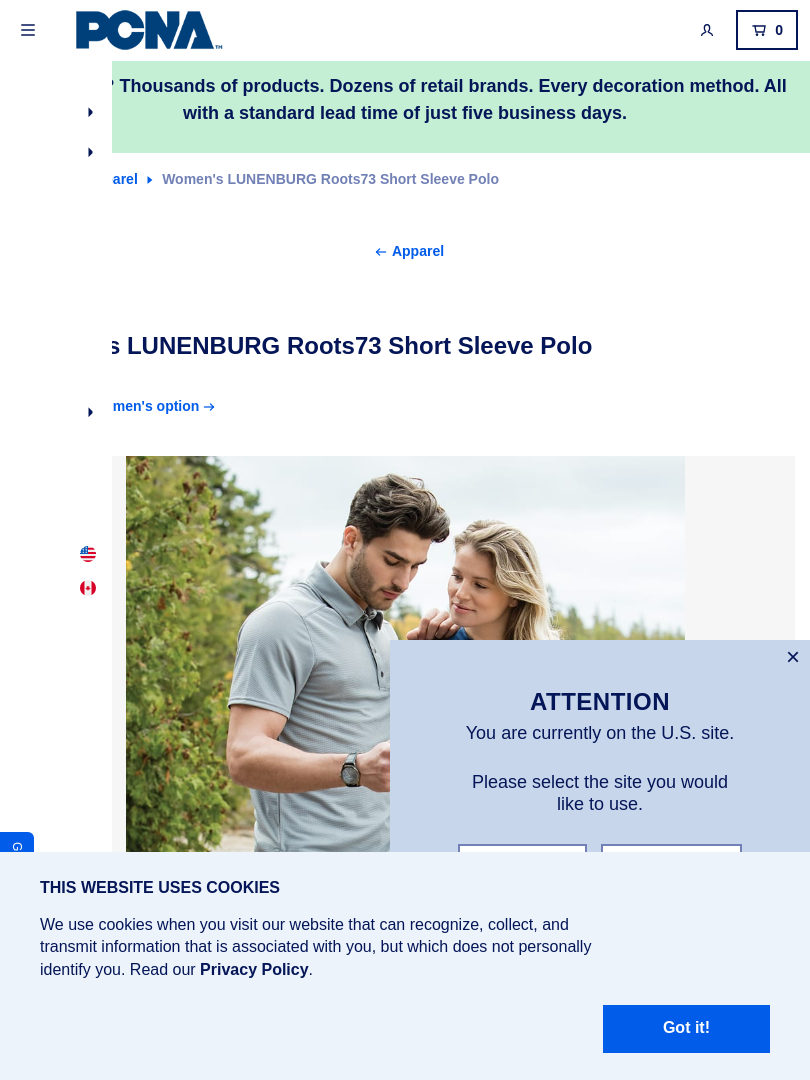 PCNA™
0
? Thousands of products. Dozens of retail brands. Every decoration method. All
with a standard lead time of just five business days.
arel Women's LUNENBURG Roots73 Short Sleeve Polo
Apparel
s LUNENBURG Roots73 Short Sleeve Polo
men's option
ATTENTION
You are currently on the U.S. site.
Please select the site you would
like to use.
G
THIS WEBSITE USES COOKIES
We use cookies when you visit our website that can recognize, collect, and
transmit information that is associated with you, but which does not personally
identify you. Read our Privacy Policy.
Got it!